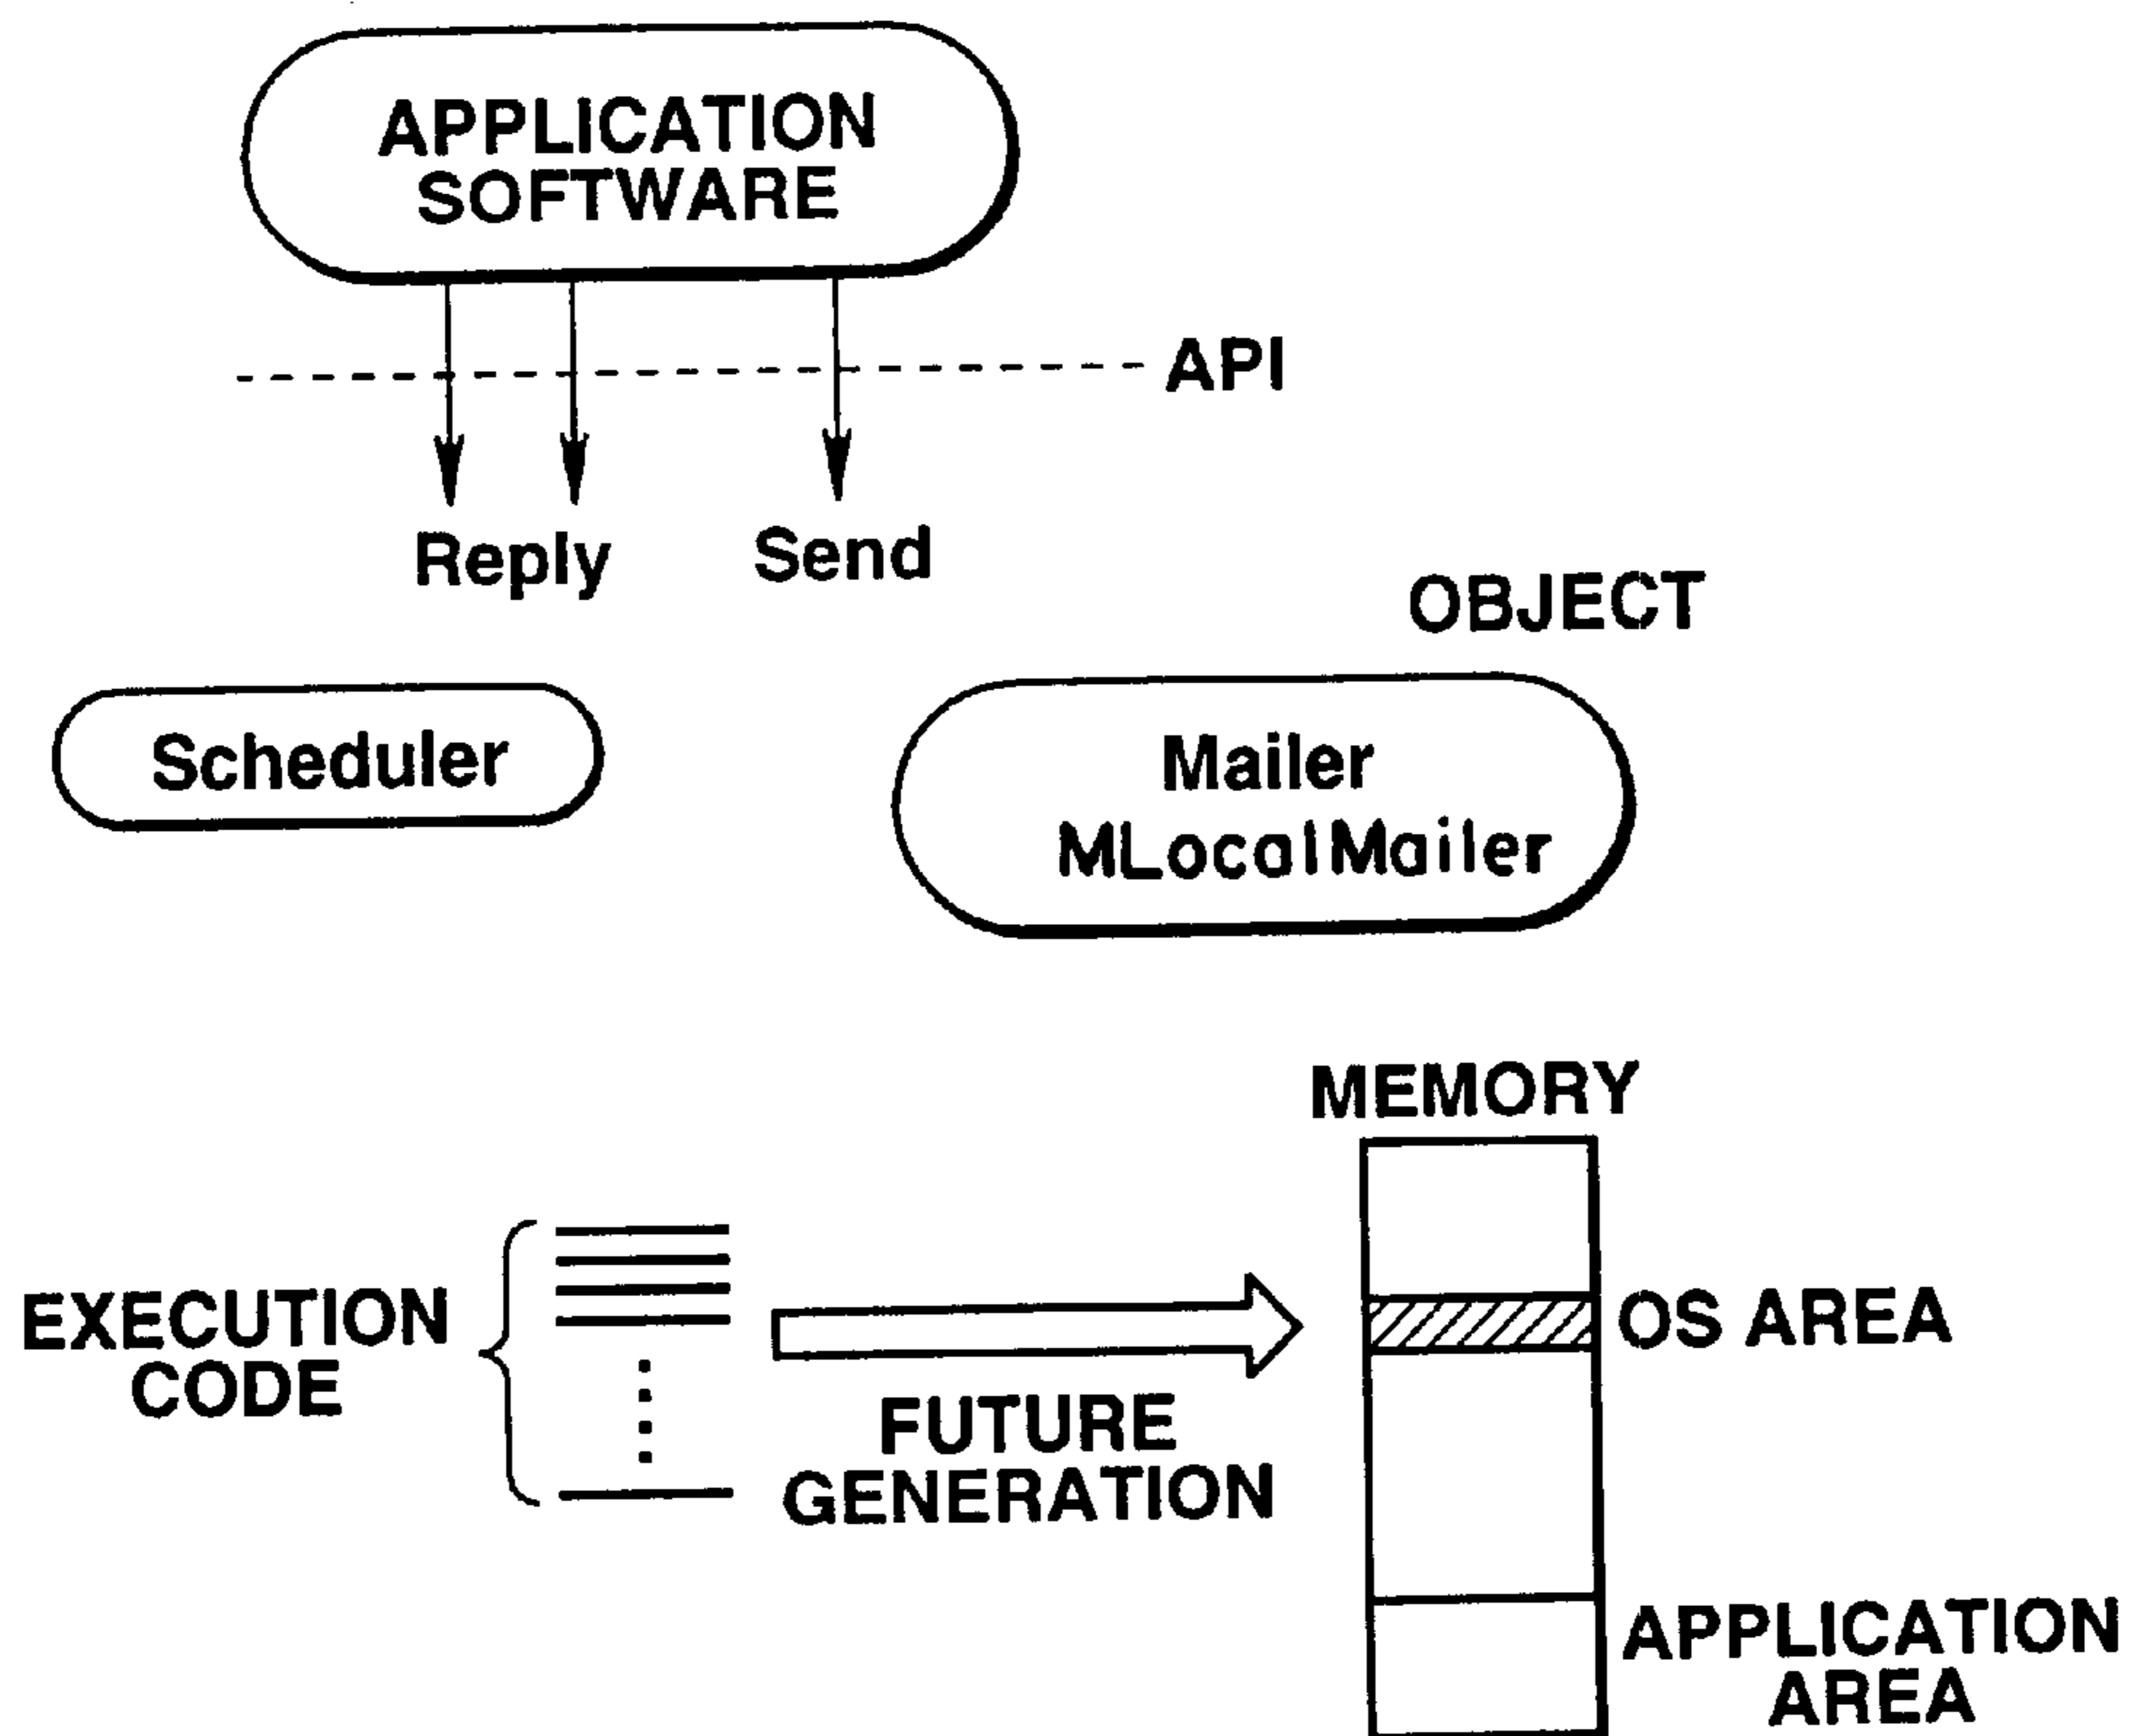 APPLICATION
SOFTWARE
API
Reply
Send
OBJECT
Scheduler
Mailer
MLocalMailer
MEMORY
EXECUTION
CODE
FUTURE
GENERATION
OS AREA
APPLICATION
AREA